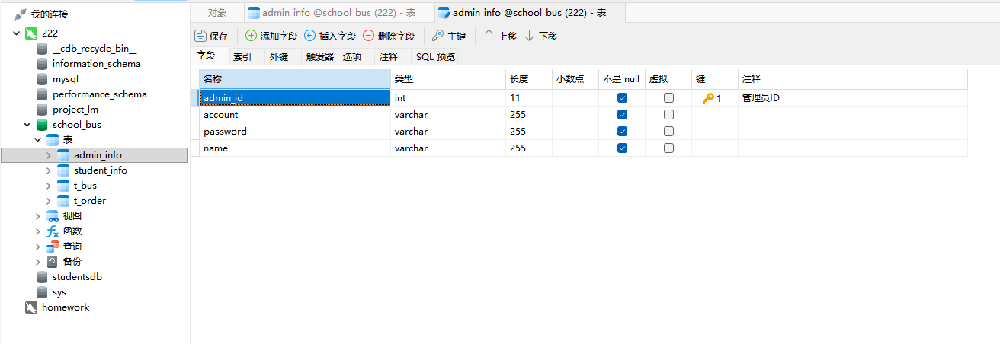 我的连接
222
__cdb_recycle_bin__
information_schema
mysql
performance_schema
project_lm
school_bus
表
admin_info
student_info
t_bus
t_order
视图
函数
查询
备份
studentsdb
sys
homework
对象 admin_info @school_bus (222) - 表 admin_info @school_bus (222) - 表
保存 添加字段 插入字段 删除字段 主键 上移 下移
字段 索引 外键 触发器 选项 注释 SQL 预览
名称 类型 长度 小数点 不是 null 虚拟 键 注释
admin_id int 11 1 管理员ID
account varchar 255
password varchar 255
name varchar 255